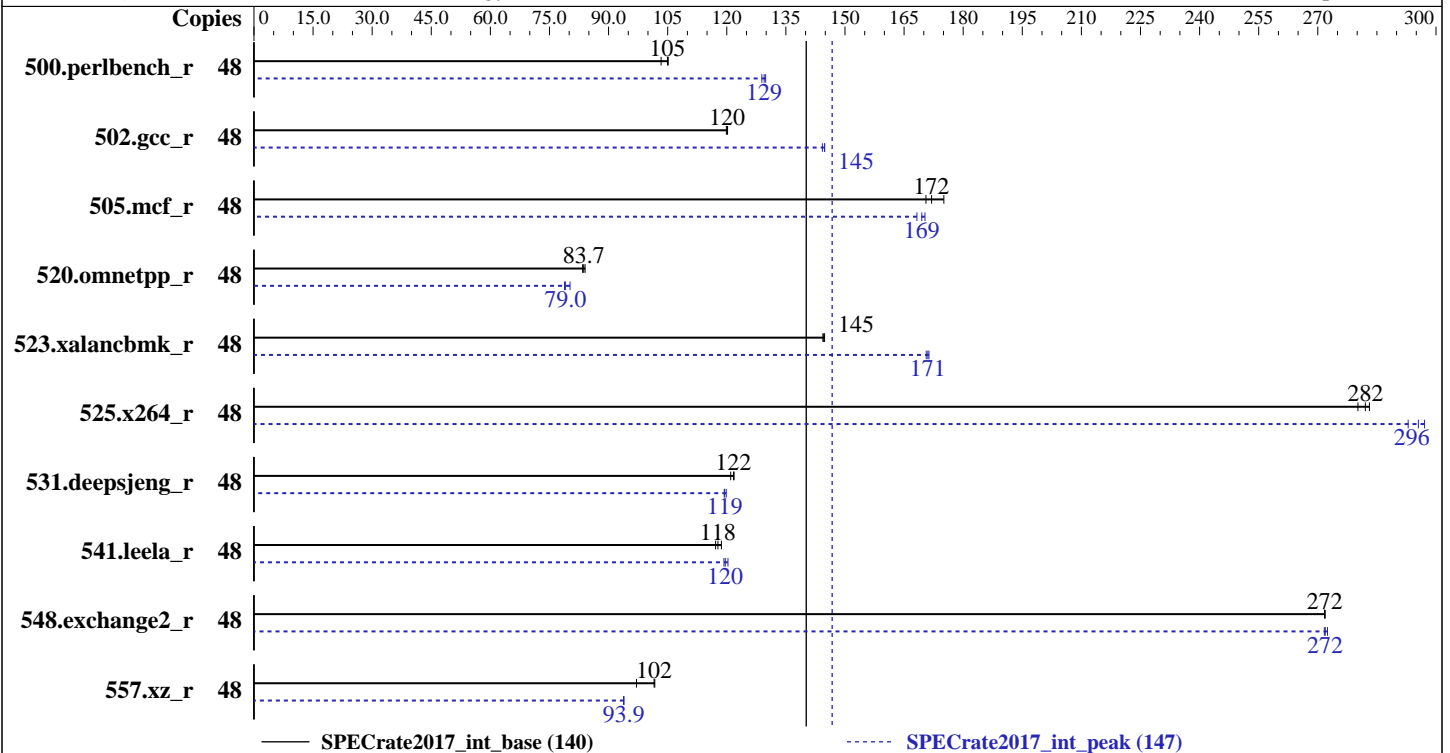 Copies 0 15.0 30.0 45.0 60.0 75.0 90.0 105 120 135 150 165 180 195 210 225 240 255 270 300
105
500.perlbench_r 48
129
120
502.gcc_r 48
145
172
505.mcf_r 48
169
83.7
520.omnetpp_r 48
79.0
145
523.xalancbmk_r 48
171
282
525.x264_r 48
296
122
531.deepsjeng_r 48
119
118
541.leela_r 48
120
272
548.exchange2_r 48
272
102
557.xz_r 48
93.9
SPECrate2017_int_base (140) SPECrate2017_int_peak (147)